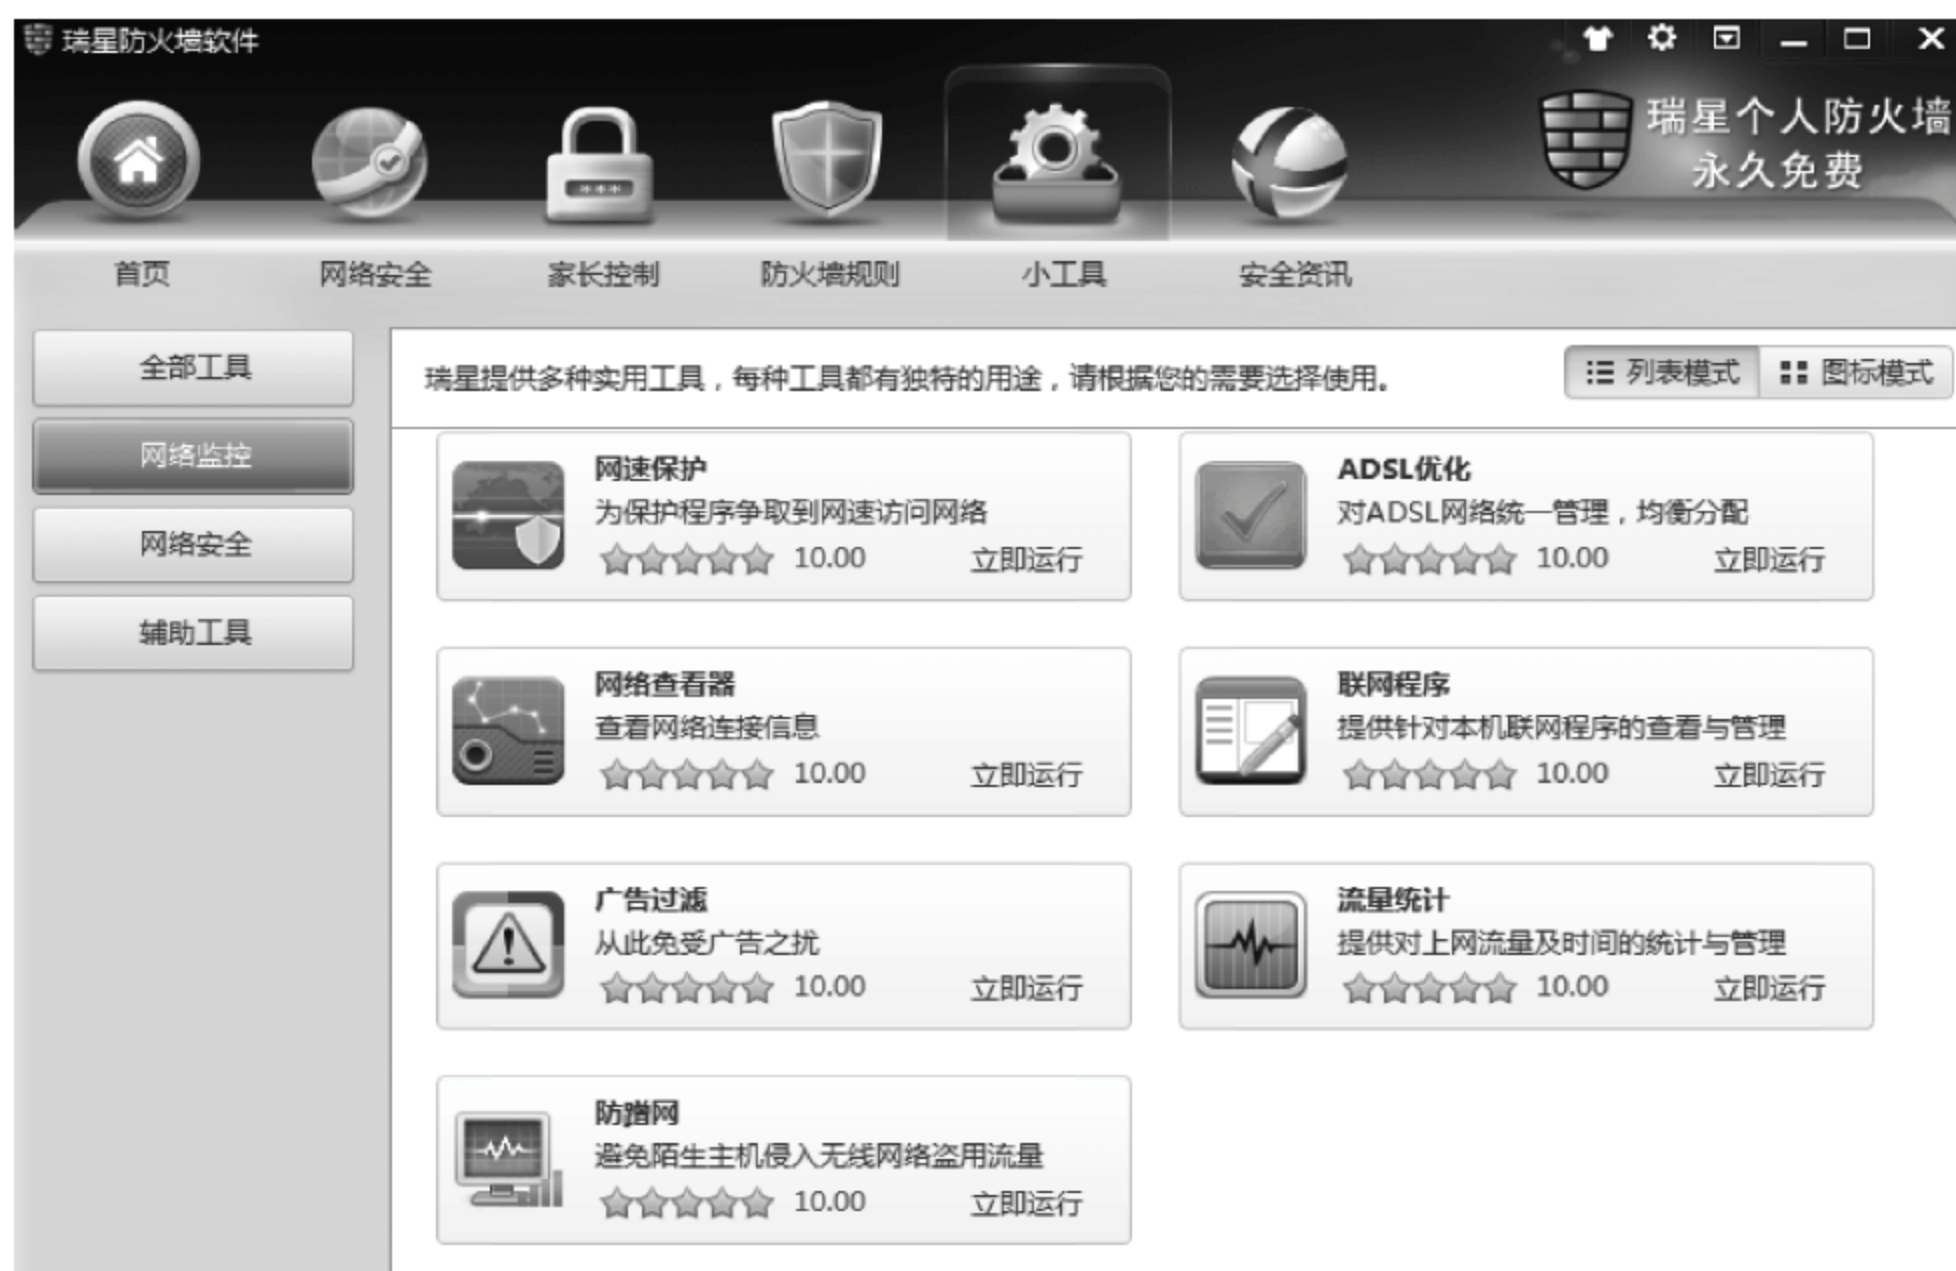 瑞星防火墙软件
瑞星个人防火墙
永久免费
首页
网络安全
家长控制
防火墙规则
小工具
安全资讯
全部工具
网络监控
网络安全
辅助工具
瑞星提供多种实用工具，每种工具都有独特的用途，请根据您的需要选择使用。
列表模式
图标模式
网速保护
为保护程序争取到网速访问网络
10.00 立即运行
ADSL优化
对ADSL网络统一管理，均衡分配
10.00 立即运行
网络查看器
查看网络连接信息
10.00 立即运行
联网程序
提供针对本机联网程序的查看与管理
10.00 立即运行
广告过滤
从此免受广告之扰
10.00 立即运行
流量统计
提供对上网流量及时间的统计与管理
10.00 立即运行
防蹭网
避免陌生主机侵入无线网络盗用流量
10.00 立即运行